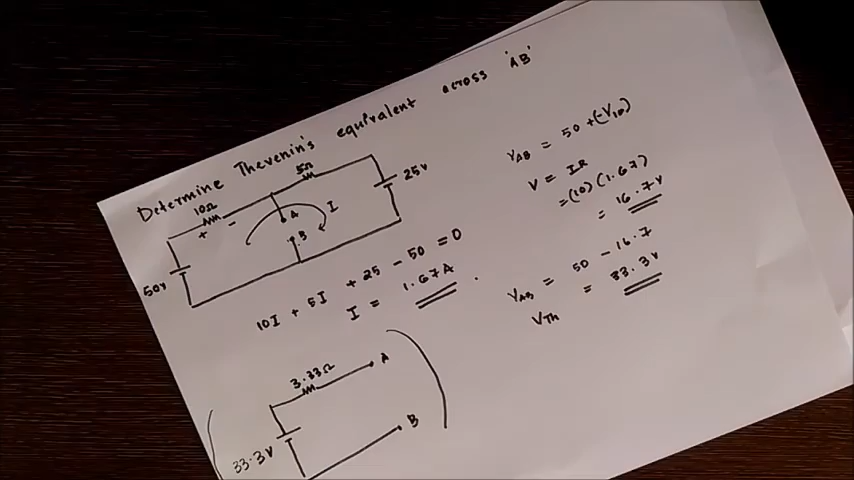 Determine Thevenin's equivalent across 'AB'
10Ω
5Ω
25V
+ -
A
I
B
50V
10I + 5I + 25 - 50 = 0
I = 1.67A
VAB = 50 + (-V10)
V = IR
= (10)(1.67)
= 16.7V
VAB = 50 - 16.7
VTh = 33.3V
3.33Ω
A
B
33.3V